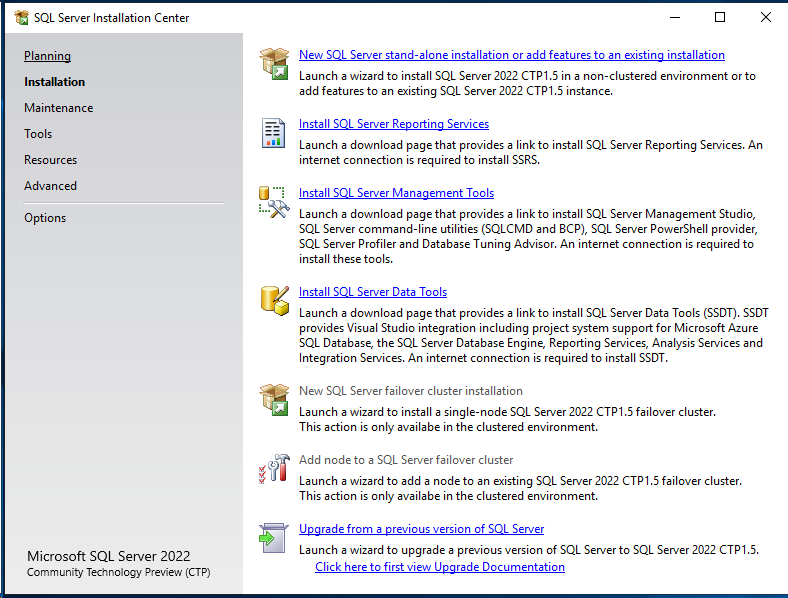 SQL Server Installation Center
Planning
Installation
Maintenance
Tools
Resources
Advanced
Options
Microsoft SQL Server 2022
Community Technology Preview (CTP)
New SQL Server stand-alone installation or add features to an existing installation
Launch a wizard to install SQL Server 2022 CTP1.5 in a non-clustered environment or to
add features to an existing SQL Server 2022 CTP1.5 instance.
Install SQL Server Reporting Services
Launch a download page that provides a link to install SQL Server Reporting Services. An
internet connection is required to install SSRS.
Install SQL Server Management Tools
Launch a download page that provides a link to install SQL Server Management Studio,
SQL Server command-line utilities (SQLCMD and BCP), SQL Server PowerShell provider,
SQL Server Profiler and Database Tuning Advisor. An internet connection is required to
install these tools.
Install SQL Server Data Tools
Launch a download page that provides a link to install SQL Server Data Tools (SSDT). SSDT
provides Visual Studio integration including project system support for Microsoft Azure
SQL Database, the SQL Server Database Engine, Reporting Services, Analysis Services and
Integration Services. An internet connection is required to install SSDT.
New SQL Server failover cluster installation
Launch a wizard to install a single-node SQL Server 2022 CTP1.5 failover cluster.
This action is only availabe in the clustered environment.
Add node to a SQL Server failover cluster
Launch a wizard to add a node to an existing SQL Server 2022 CTP1.5 failover cluster.
This action is only availabe in the clustered environment.
Upgrade from a previous version of SQL Server
Launch a wizard to upgrade a previous version of SQL Server to SQL Server 2022 CTP1.5.
Click here to first view Upgrade Documentation